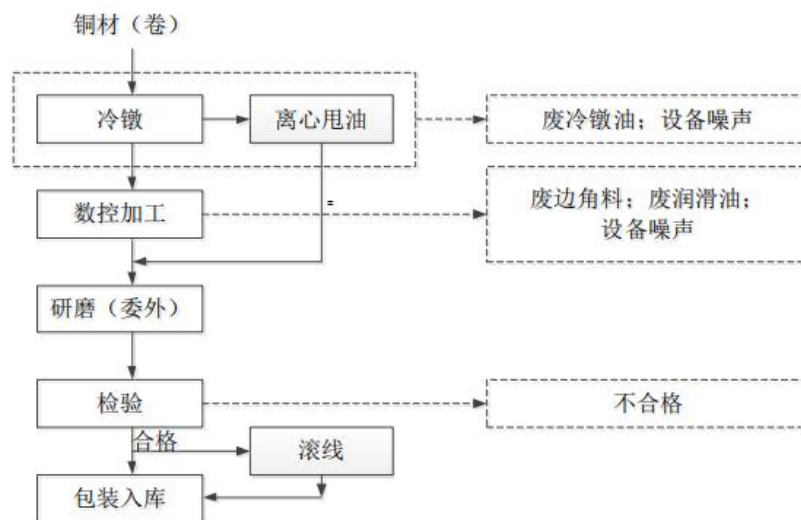 铜材（卷）
冷镦
离心甩油
废冷镦油；设备噪声
数控加工
废边角料；废润滑油；
设备噪声
研磨（委外）
检验
不合格
合格
滚线
包装入库